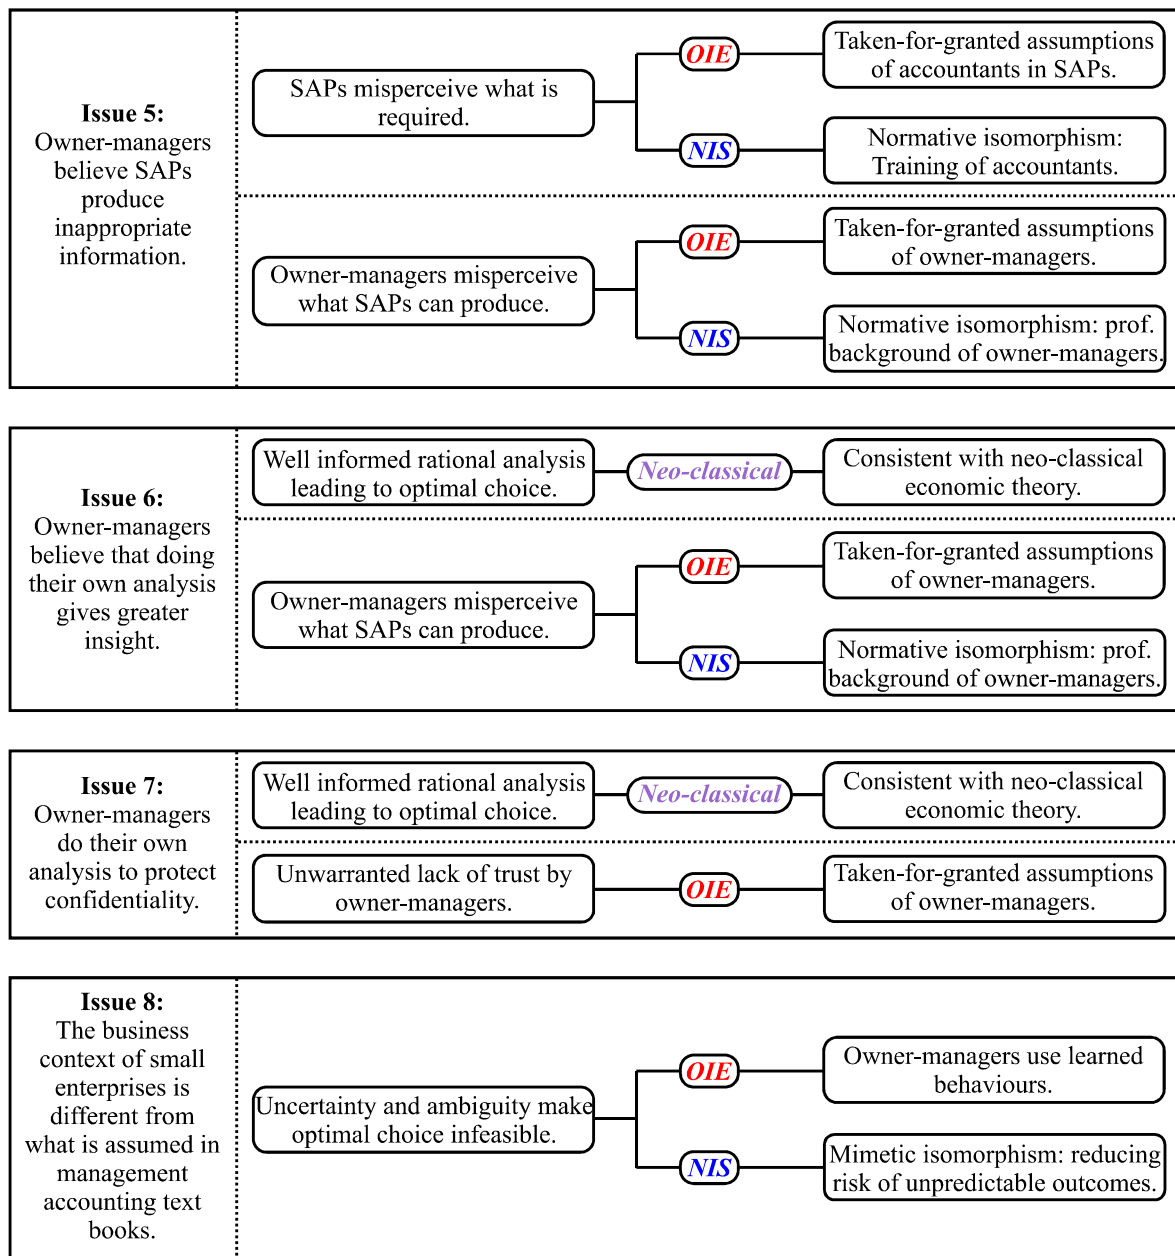 Issue 5:
Owner-managers
believe SAPs
produce
inappropriate
information.
SAPs misperceive what is
required.
OIE
Taken-for-granted assumptions
of accountants in SAPs.
NIS
Normative isomorphism:
Training of accountants.
Owner-managers misperceive
what SAPs can produce.
OIE
Taken-for-granted assumptions
of owner-managers.
NIS
Normative isomorphism: prof.
background of owner-managers.
Issue 6:
Owner-managers
believe that doing
their own analysis
gives greater
insight.
Well informed rational analysis
leading to optimal choice.
Neo-classical
Consistent with neo-classical
economic theory.
Owner-managers misperceive
what SAPs can produce.
OIE
Taken-for-granted assumptions
of owner-managers.
NIS
Normative isomorphism: prof.
background of owner-managers.
Issue 7:
Owner-managers
do their own
analysis to protect
confidentiality.
Well informed rational analysis
leading to optimal choice.
Neo-classical
Consistent with neo-classical
economic theory.
Unwarranted lack of trust by
owner-managers.
OIE
Taken-for-granted assumptions
of owner-managers.
Issue 8:
The business
context of small
enterprises is
different from
what is assumed in
management
accounting text
books.
Uncertainty and ambiguity make
optimal choice infeasible.
OIE
Owner-managers use learned
behaviours.
NIS
Mimetic isomorphism: reducing
risk of unpredictable outcomes.